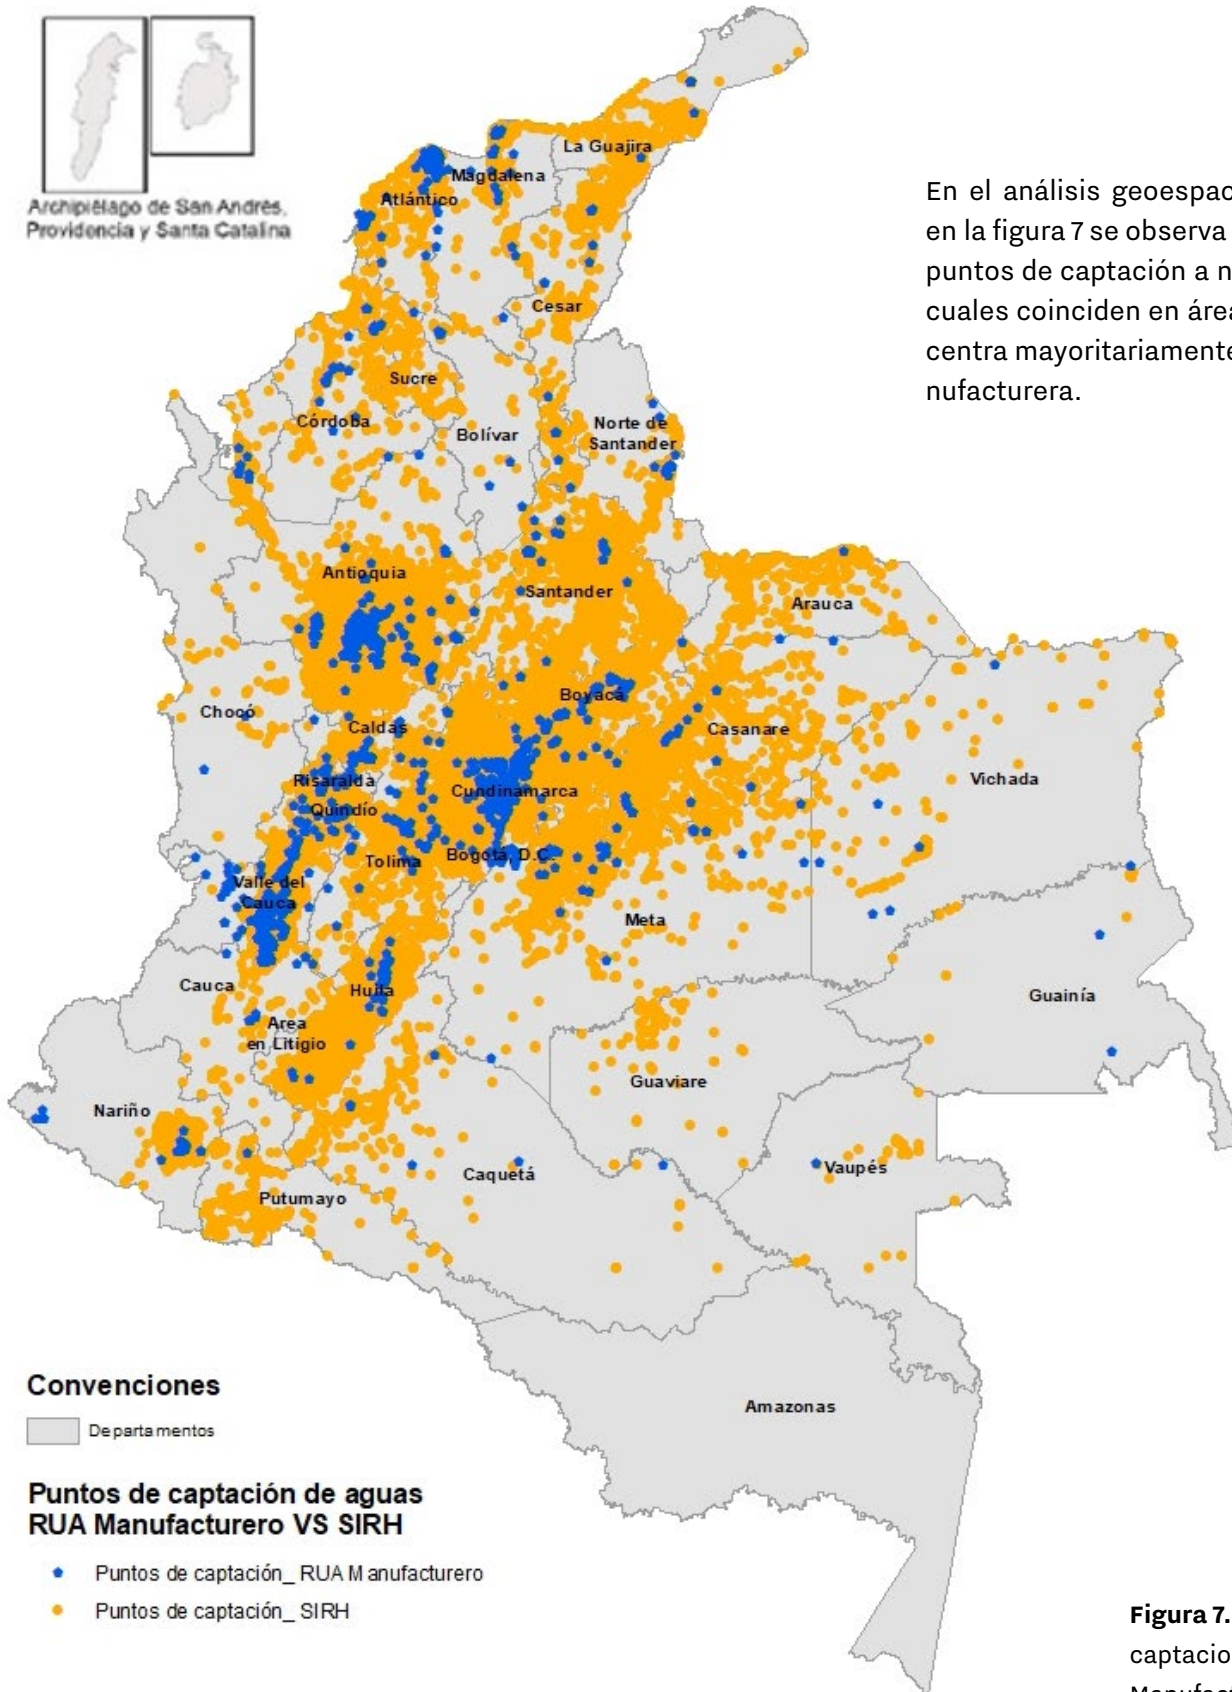 Archipiélago de San Andrés,
Providencia y Santa Catalina
En el análisis geoespac
en la figura 7 se observa
puntos de captación a n
cuales coinciden en área
centra mayoritariamente
nufacturera.
La Guajira
Magdalena
Atlántico
Cesar
Sucre
Córdoba
Bolívar
Norte de
Santander
Antioquia
Santander
Arauca
Boyacá
Chocó
Caldas
Casanare
Risaralda
Cundinamarca
Vichada
Quindío
Tolima
Bogotá, D.C.
Valle del
Cauca
Meta
Cauca
Huila
Guainía
Area
en Litigio
Guaviare
Nariño
Caquetá
Vaupés
Putumayo
Amazonas
Convenciones
Departamentos
Puntos de captación de aguas
RUA Manufacturero VS SIRH
Puntos de captación_ RUA Manufacturero
Puntos de captación_ SIRH
Figura 7.
captacio